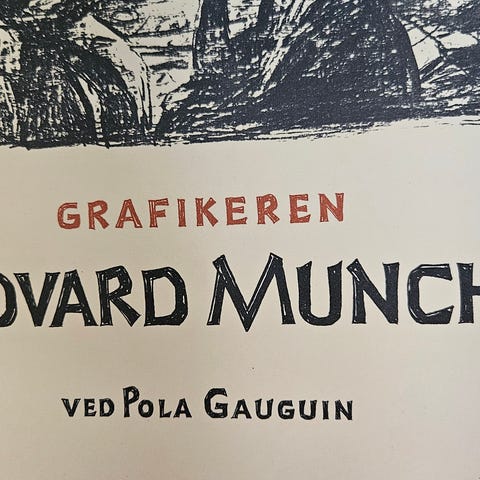 GRAFIKEREN
DVARD MUNCH
VED POLA GAUGUIN